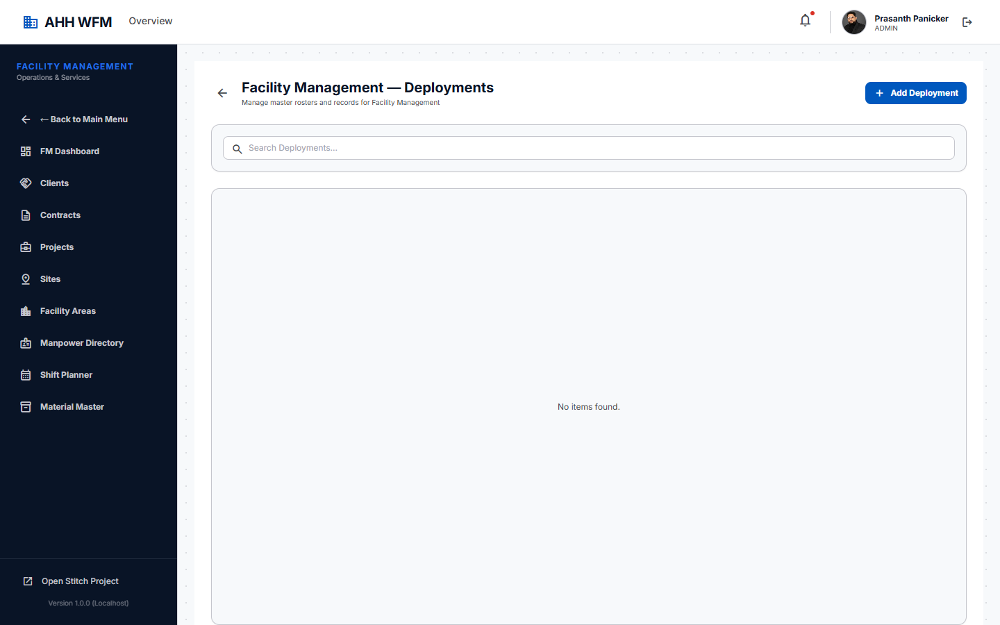 AHH WFM
Overview
Prasanth Panicker
ADMIN
FACILITY MANAGEMENT
Operations & Services
← Back to Main Menu
FM Dashboard
Clients
Contracts
Projects
Sites
Facility Areas
Manpower Directory
Shift Planner
Material Master
Open Stitch Project
Version 1.0.0 (Localhost)
Facility Management — Deployments
Manage master rosters and records for Facility Management
Add Deployment
Search Deployments...
No items found.